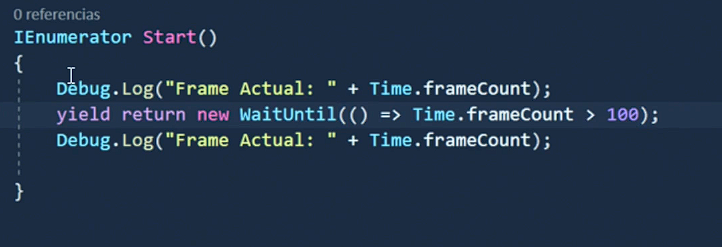 0 referencias
IEnumerator Start()
{
Debug.Log("Frame Actual: " + Time.frameCount);
yield return new WaitUntil(() => Time.frameCount > 100);
Debug.Log("Frame Actual: " + Time.frameCount);
}